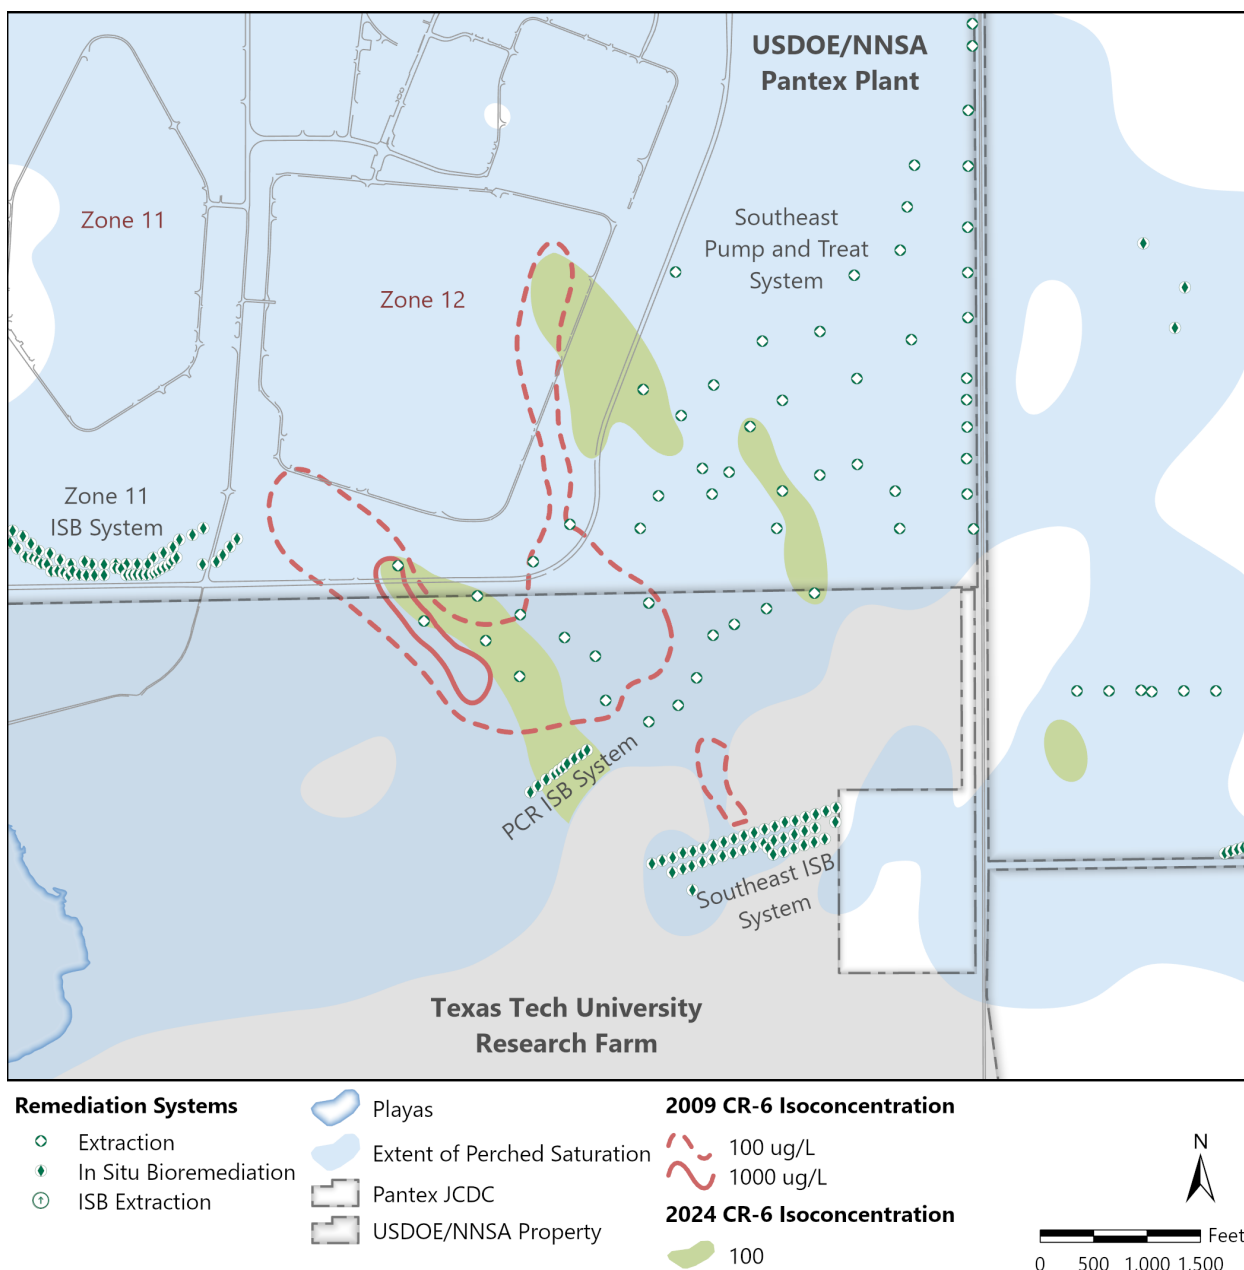 USDOE/NNSA
Pantex Plant
Zone 11
Southeast
Pump and Treat
System
Zone 12
Zone 11
ISB System
PCR ISB System
Southeast ISB
System
Texas Tech University
Research Farm
Remediation Systems
Extraction
In Situ Bioremediation
ISB Extraction
Playas
Extent of Perched Saturation
Pantex JCDC
USDOE/NNSA Property
2009 CR-6 Isoconcentration
100 ug/L
1000 ug/L
2024 CR-6 Isoconcentration
100
N
Feet
0 500 1,000 1,500